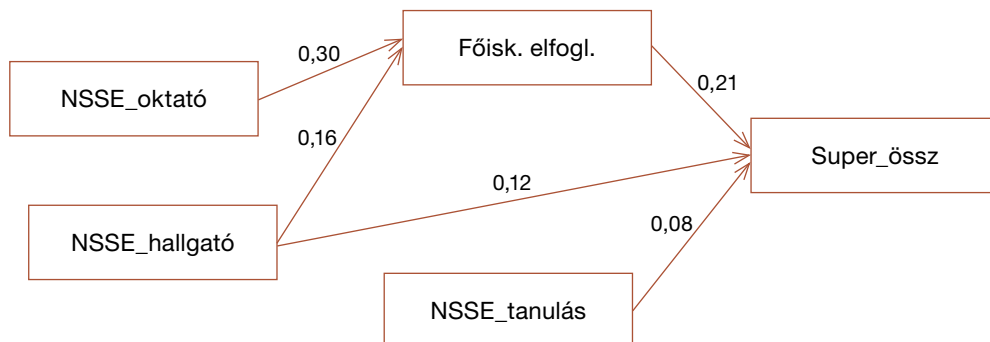 Főisk. elfogl.
0,30
NSSE_oktató
0,21
0,16
Super_össz
0,12
NSSE_hallgató
0,08
NSSE_tanulás